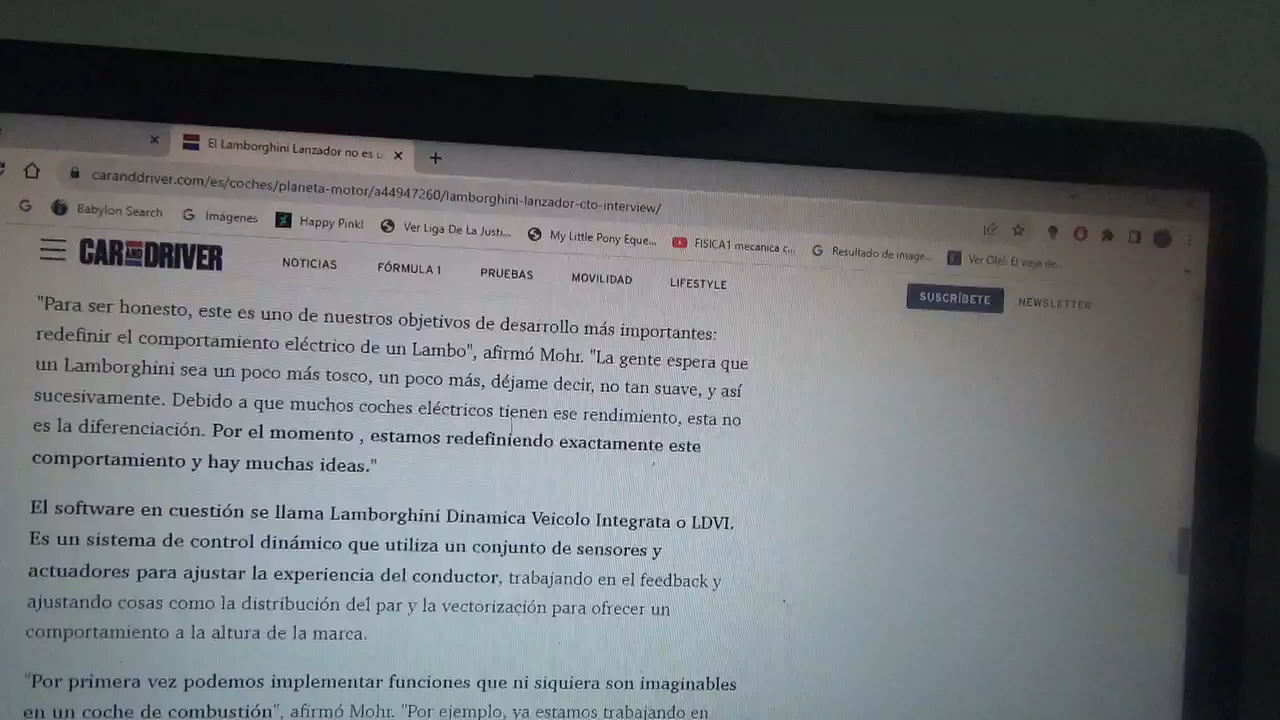 El Lamborghini Lanzador no es u
caranddriver.com/es/coches/planeta-motor/a44947260/lamborghini-lanzador-cto-interview/
Babylon Search
Imágenes
Happy Pink!
Ver Liga De La Justi...
My Little Pony Eque...
FISICA1 mecanica c...
Resultado de image...
Ver Olé!. El viaje de...
CAR AND DRIVER
NOTICIAS
FÓRMULA 1
PRUEBAS
MOVILIDAD
LIFESTYLE
SUSCRÍBETE
NEWSLETTER
"Para ser honesto, este es uno de nuestros objetivos de desarrollo más importantes:
redefinir el comportamiento eléctrico de un Lambo", afirmó Mohr. "La gente espera que
un Lamborghini sea un poco más tosco, un poco más, déjame decir, no tan suave, y así
sucesivamente. Debido a que muchos coches eléctricos tienen ese rendimiento, esta no
es la diferenciación. Por el momento , estamos redefiniendo exactamente este
comportamiento y hay muchas ideas."
El software en cuestión se llama Lamborghini Dinamica Veicolo Integrata o LDVI.
Es un sistema de control dinámico que utiliza un conjunto de sensores y
actuadores para ajustar la experiencia del conductor, trabajando en el feedback y
ajustando cosas como la distribución del par y la vectorización para ofrecer un
comportamiento a la altura de la marca.
"Por primera vez podemos implementar funciones que ni siquiera son imaginables
en un coche de combustión", afirmó Mohr. "Por ejemplo, ya estamos trabajando en